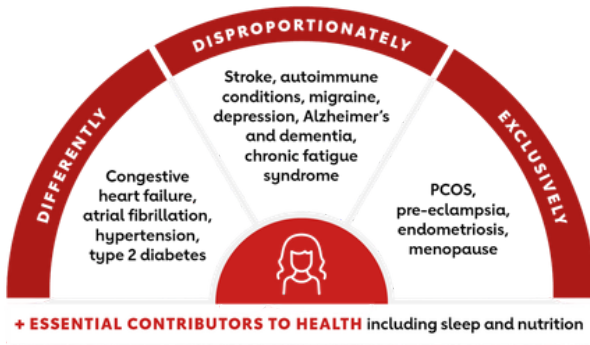 DIFFERENTLY
Congestive
heart failure,
atrial fibrillation,
hypertension,
type 2 diabetes
DISPROPORTIONATELY
Stroke, autoimmune
conditions, migraine,
depression, Alzheimer's
and dementia,
chronic fatigue
syndrome
EXCLUSIVELY
PCOS,
pre-eclampsia,
endometriosis,
menopause
+ ESSENTIAL CONTRIBUTORS TO HEALTH including sleep and nutrition